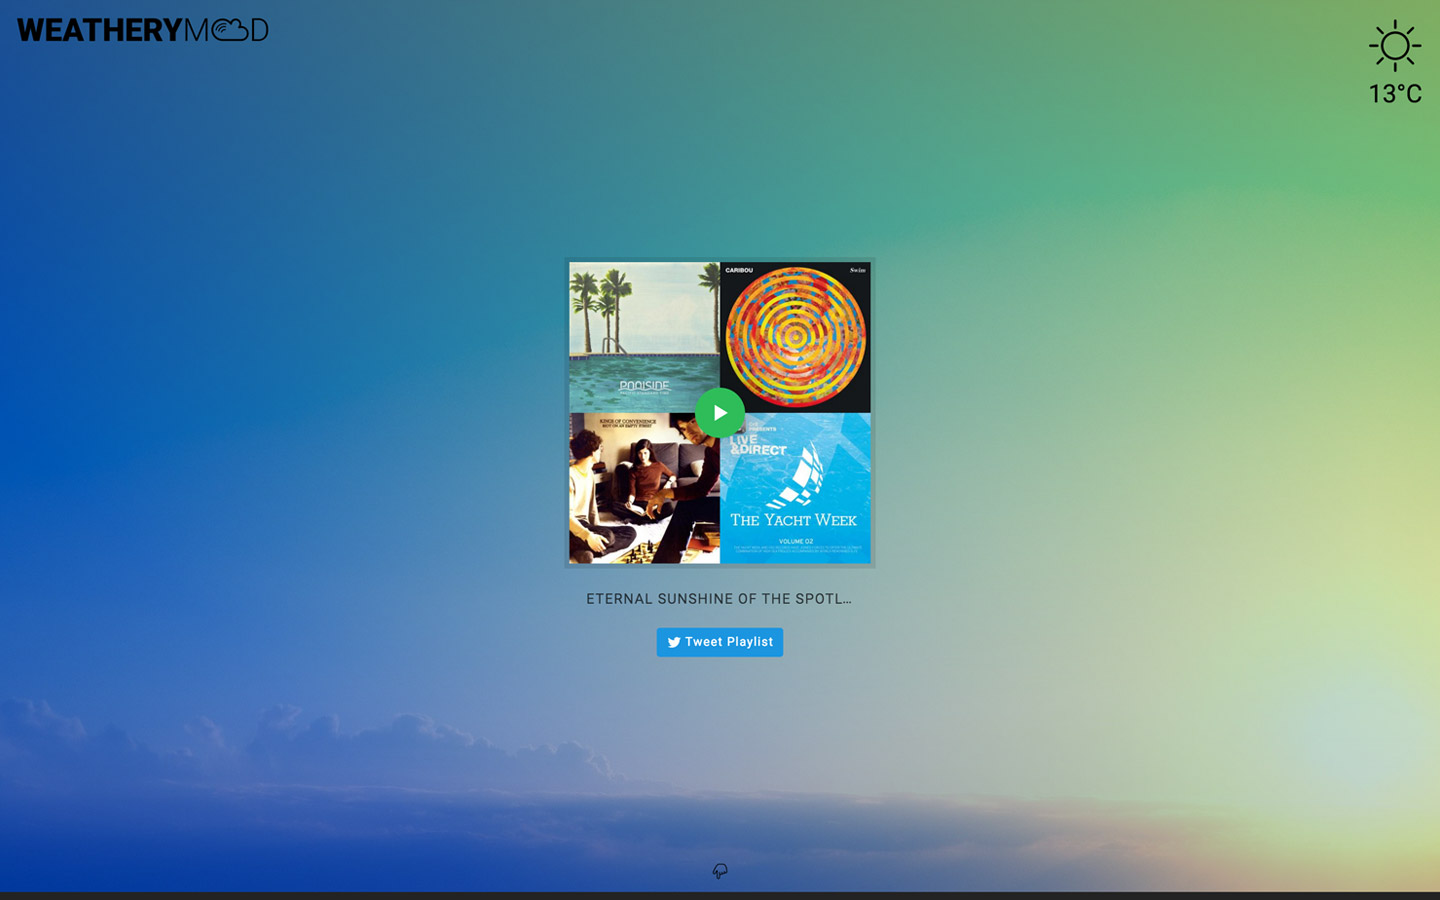 WEATHERYMOOD
13°C
CARIBOU
Swim
POOLSIDE
KINGS OF CONVENIENCE
RIOT ON AN EMPTY STREET
PRESENTS
LIVE
&DIRECT
THE YACHT WEEK
VOLUME 02
ETERNAL SUNSHINE OF THE SPOTL...
Tweet Playlist